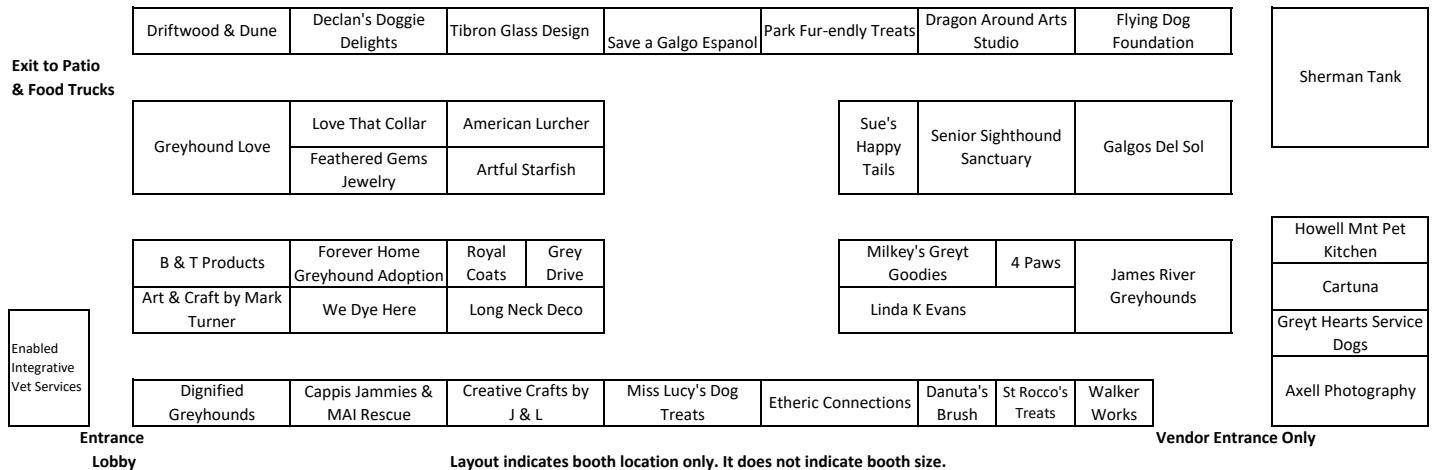 Driftwood & Dune
Declan's Doggie
Delights
Tibron Glass Design
Save a Galgo Espanol
Park Fur-endly Treats
Dragon Around Arts
Studio
Flying Dog
Foundation
Sherman Tank
Exit to Patio
& Food Trucks
Greyhound Love
Love That Collar
American Lurcher
Feathered Gems
Jewelry
Artful Starfish
Sue's
Happy
Tails
Senior Sighthound
Sanctuary
Galgos Del Sol
B & T Products
Forever Home
Greyhound Adoption
Royal
Coats
Grey
Drive
Art & Craft by Mark
Turner
We Dye Here
Long Neck Deco
Milkey's Greyt
Goodies
4 Paws
Linda K Evans
James River
Greyhounds
Howell Mnt Pet
Kitchen
Cartuna
Greyt Hearts Service
Dogs
Axell Photography
Enabled
Integrative
Vet Services
Dignified
Greyhounds
Cappis Jammies &
MAI Rescue
Creative Crafts by
J & L
Miss Lucy's Dog
Treats
Etheric Connections
Danuta's
Brush
St Rocco's
Treats
Walker
Works
Entrance
Lobby
Vendor Entrance Only
Layout indicates booth location only. It does not indicate booth size.